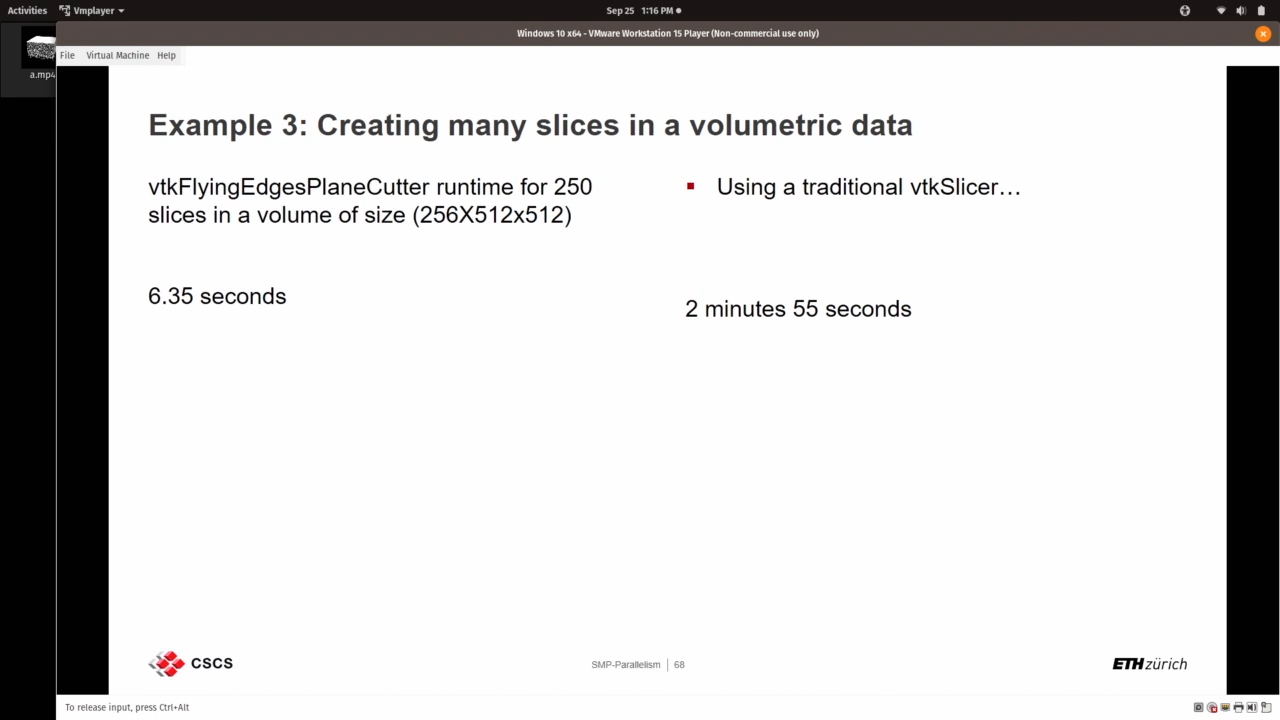 Activities Vmplayer Sep 25 1:16 PM
Windows 10 x64 - VMware Workstation 15 Player (Non-commercial use only)
a.mp4
File Virtual Machine Help
Example 3: Creating many slices in a volumetric data
vtkFlyingEdgesPlaneCutter runtime for 250
slices in a volume of size (256X512x512)
6.35 seconds
Using a traditional vtkSlicer…
2 minutes 55 seconds
CSCS
SMP-Parallelism 68
ETHzürich
To release input, press Ctrl+Alt